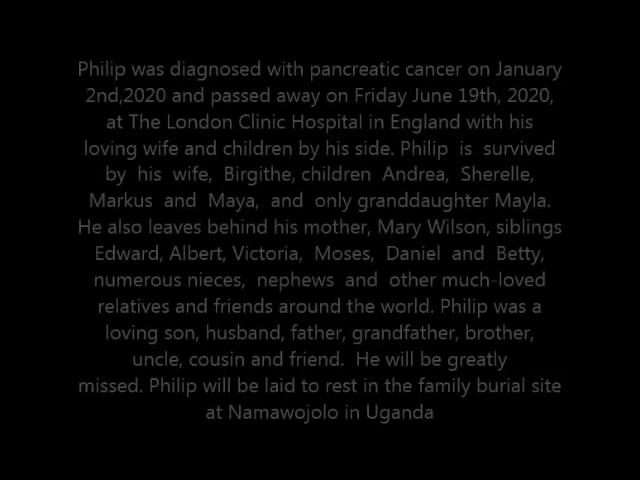 Philip was diagnosed with pancreatic cancer on January
2nd,2020 and passed away on Friday June 19th, 2020,
at The London Clinic Hospital in England with his
loving wife and children by his side. Philip is survived
by his wife, Birgithe, children Andrea, Sherelle,
Markus and Maya, and only granddaughter Mayla.
He also leaves behind his mother, Mary Wilson, siblings
Edward, Albert, Victoria, Moses, Daniel and Betty,
numerous nieces, nephews and other much-loved
relatives and friends around the world. Philip was a
loving son, husband, father, grandfather, brother,
uncle, cousin and friend. He will be greatly
missed. Philip will be laid to rest in the family burial site
at Namawojolo in Uganda